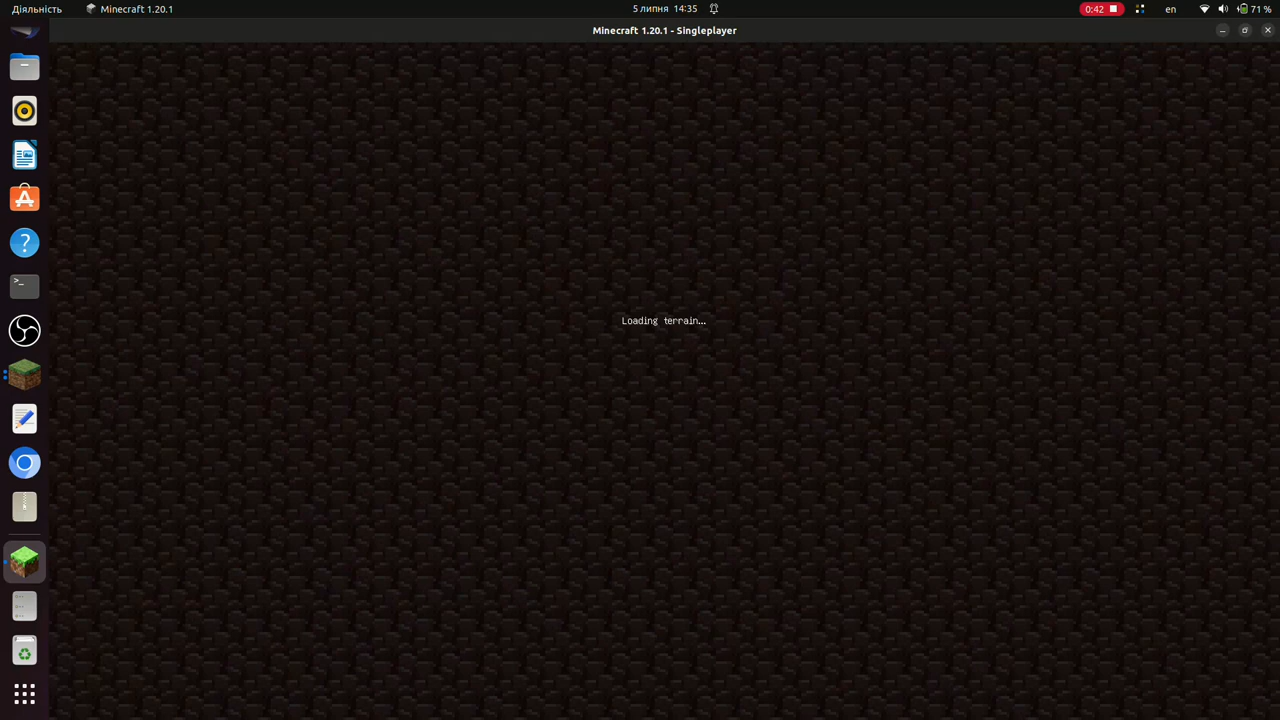 Діяльність Minecraft 1.20.1 5 липня 14:35 0:42 en 71 %
Minecraft 1.20.1 - Singleplayer
Loading terrain...